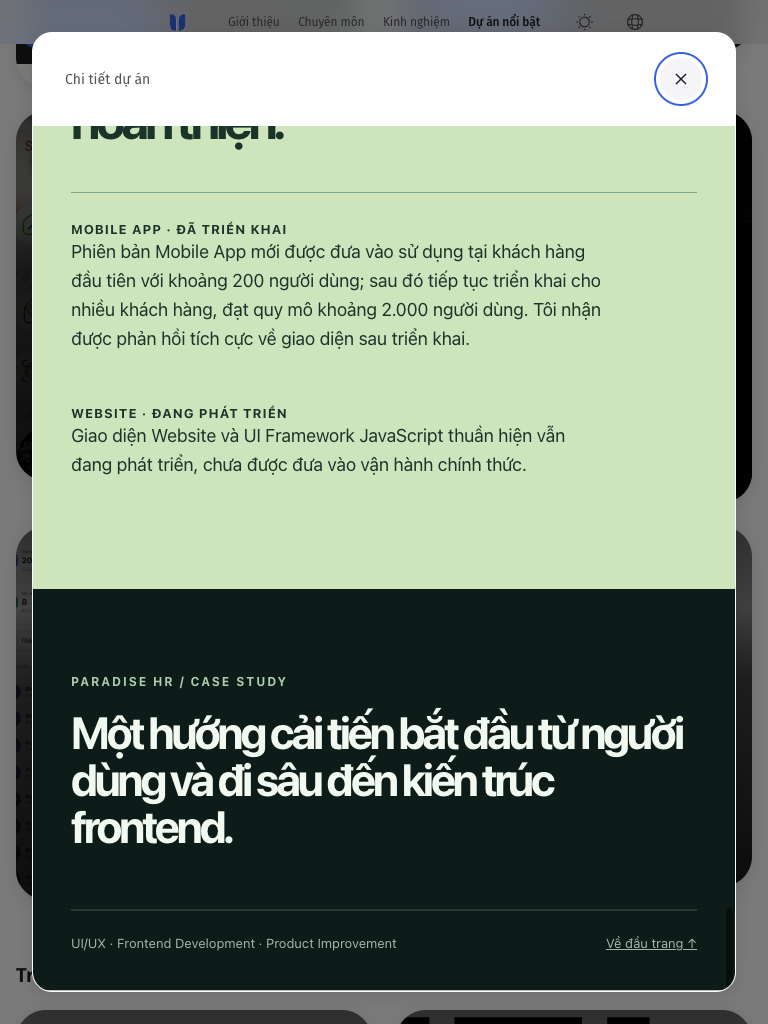 Giới thiệu Chuyên môn Kinh nghiệm Dự án nổi bật
Chi tiết dự án
hoàn thiện.
MOBILE APP · ĐÃ TRIỂN KHAI
Phiên bản Mobile App mới được đưa vào sử dụng tại khách hàng
đầu tiên với khoảng 200 người dùng; sau đó tiếp tục triển khai cho
nhiều khách hàng, đạt quy mô khoảng 2.000 người dùng. Tôi nhận
được phản hồi tích cực về giao diện sau triển khai.
WEBSITE · ĐANG PHÁT TRIỂN
Giao diện Website và UI Framework JavaScript thuần hiện vẫn
đang phát triển, chưa được đưa vào vận hành chính thức.
PARADISE HR / CASE STUDY
Một hướng cải tiến bắt đầu từ người
dùng và đi sâu đến kiến trúc
frontend.
UI/UX · Frontend Development · Product Improvement
Về đầu trang ↑